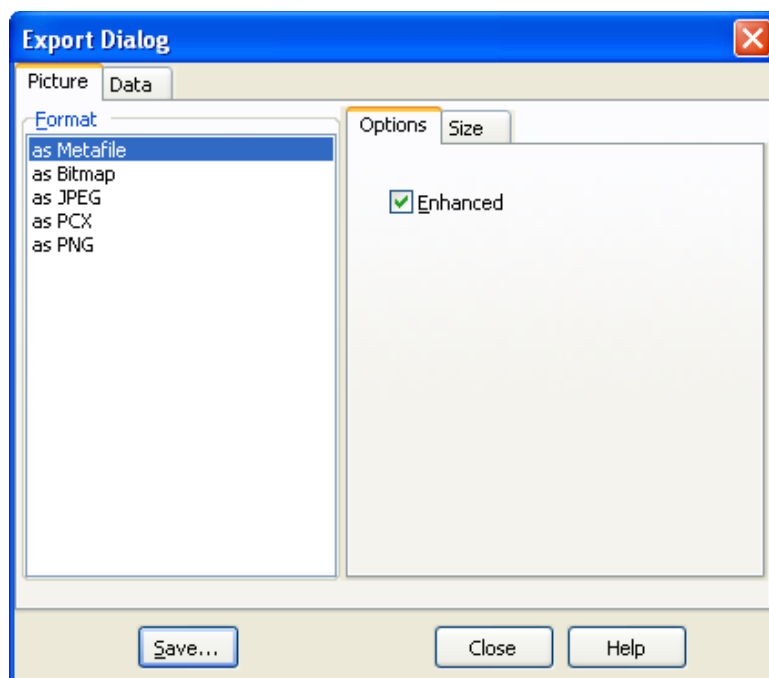 Export Dialog
Picture
Data
Format
as Metafile
as Bitmap
as JPEG
as PCX
as PNG
Options
Size
Enhanced
Save...
Close
Help